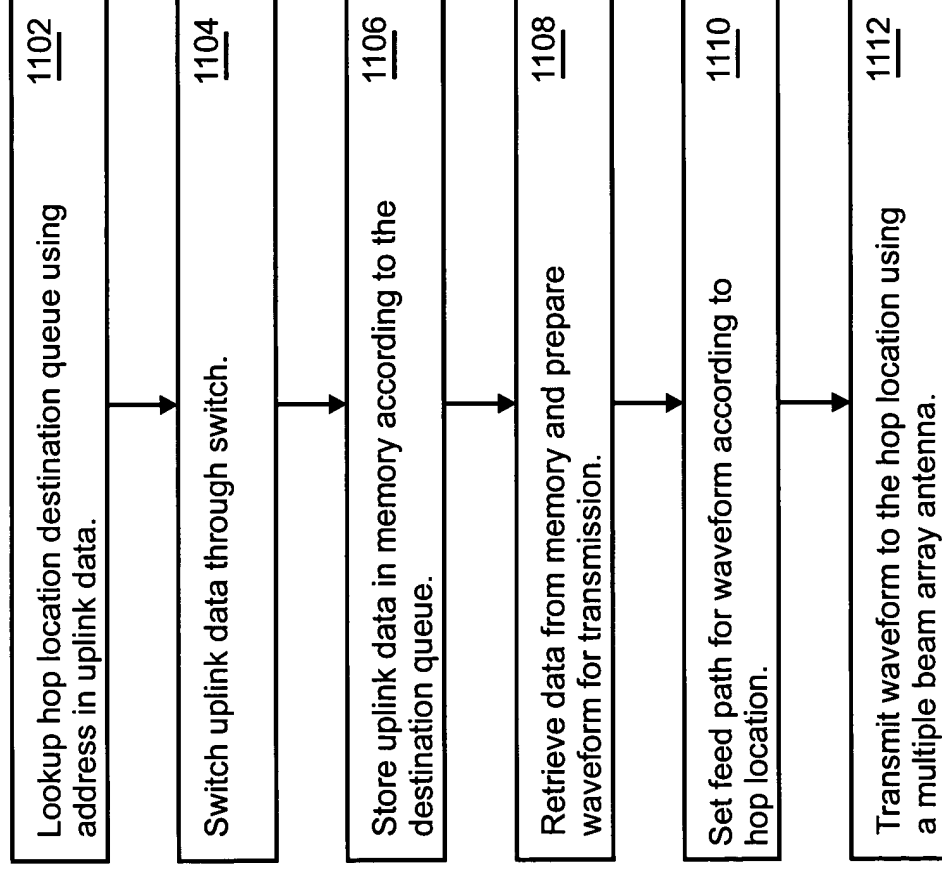 Lookup hop location destination queue using
address in uplink data.
1102
Switch uplink data through switch.
1104
Store uplink data in memory according to the
destination queue.
1106
Retrieve data from memory and prepare
waveform for transmission.
1108
Set feed path for waveform according to
hop location.
1110
Transmit waveform to the hop location using
a multiple beam array antenna.
1112